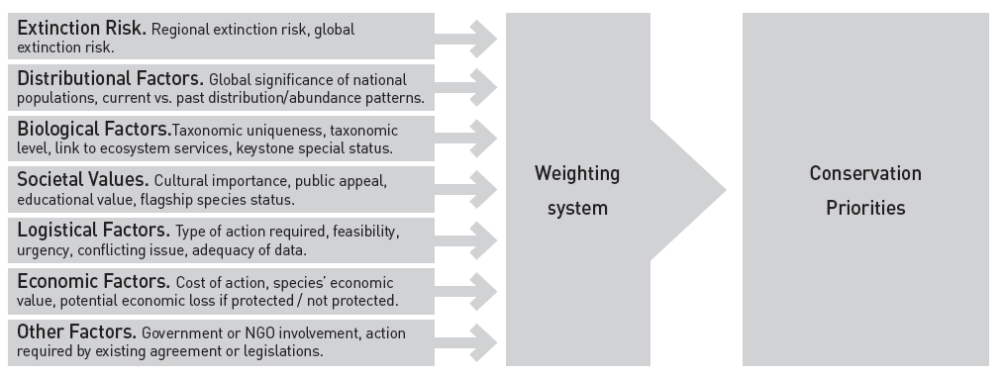 Extinction Risk. Regional extinction risk, global
extinction risk.
Distributional Factors. Global significance of national
populations, current vs. past distribution/abundance patterns.
Biological Factors.Taxonomic uniqueness, taxonomic
level, link to ecosystem services, keystone special status.
Societal Values. Cultural importance, public appeal,
educational value, flagship species status.
Logistical Factors. Type of action required, feasibility,
urgency, conflicting issue, adequacy of data.
Economic Factors. Cost of action, species’ economic
value, potential economic loss if protected / not protected.
Other Factors. Government or NGO involvement, action
required by existing agreement or legislations.
Weighting
system
Conservation
Priorities